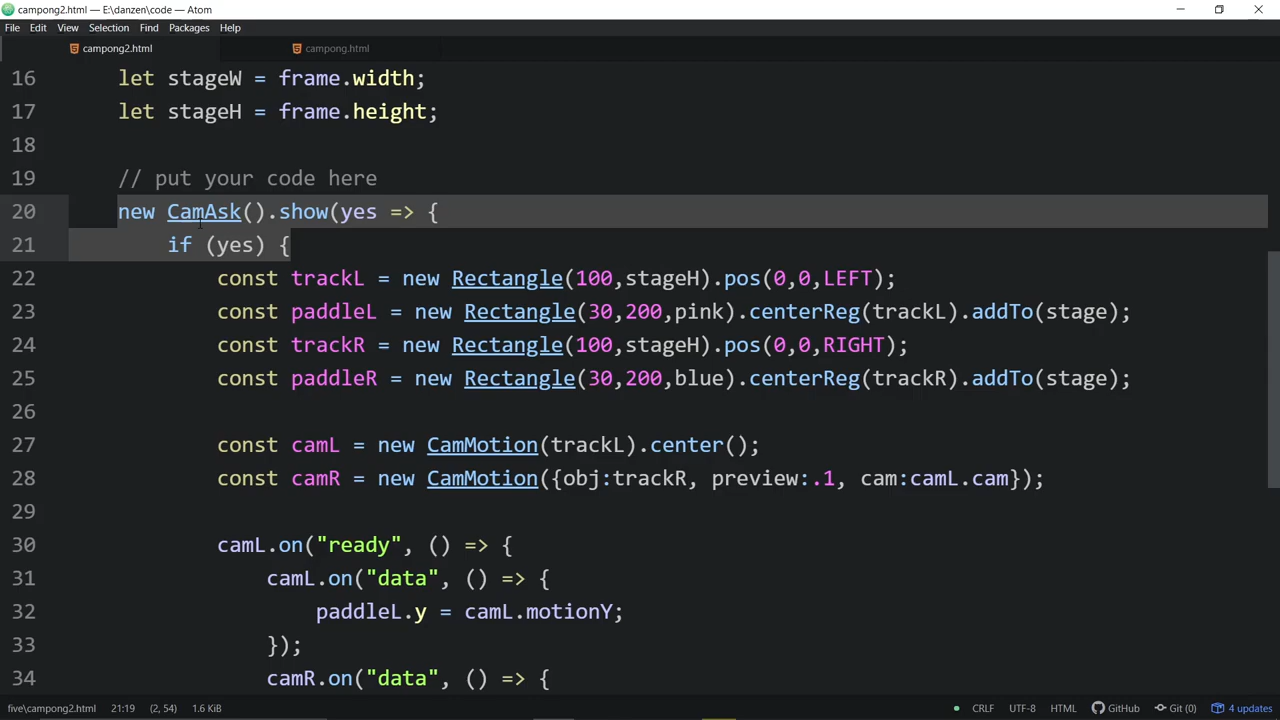 campong2.html — E:\danzen\code — Atom
File Edit View Selection Find Packages Help
campong2.html campong.html
16 let stageW = frame.width;
17 let stageH = frame.height;
18
19 // put your code here
20 new CamAsk().show(yes => {
21 if (yes) {
22 const trackL = new Rectangle(100,stageH).pos(0,0,LEFT);
23 const paddleL = new Rectangle(30,200,pink).centerReg(trackL).addTo(stage);
24 const trackR = new Rectangle(100,stageH).pos(0,0,RIGHT);
25 const paddleR = new Rectangle(30,200,blue).centerReg(trackR).addTo(stage);
26
27 const camL = new CamMotion(trackL).center();
28 const camR = new CamMotion({obj:trackR, preview:.1, cam:camL.cam});
29
30 camL.on("ready", () => {
31 camL.on("data", () => {
32 paddleL.y = camL.motionY;
33 });
34 camR.on("data", () => {
five\campong2.html 21:19 (2, 54) 1.6 KiB CRLF UTF-8 HTML GitHub Git (0) 4 updates